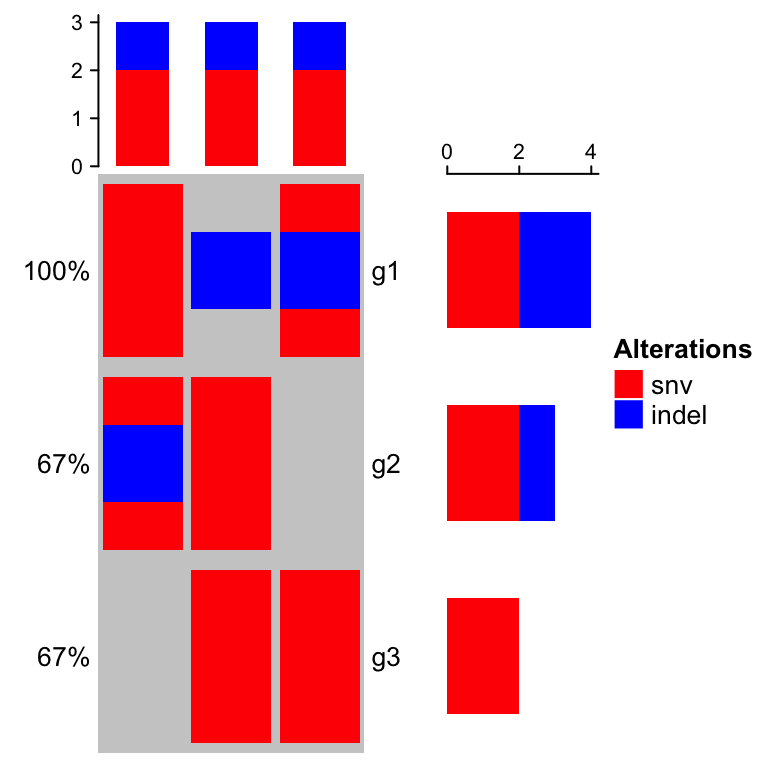 3
2
1
0
0 2 4
100% g1
Alterations
snv
indel
67% g2
67% g3